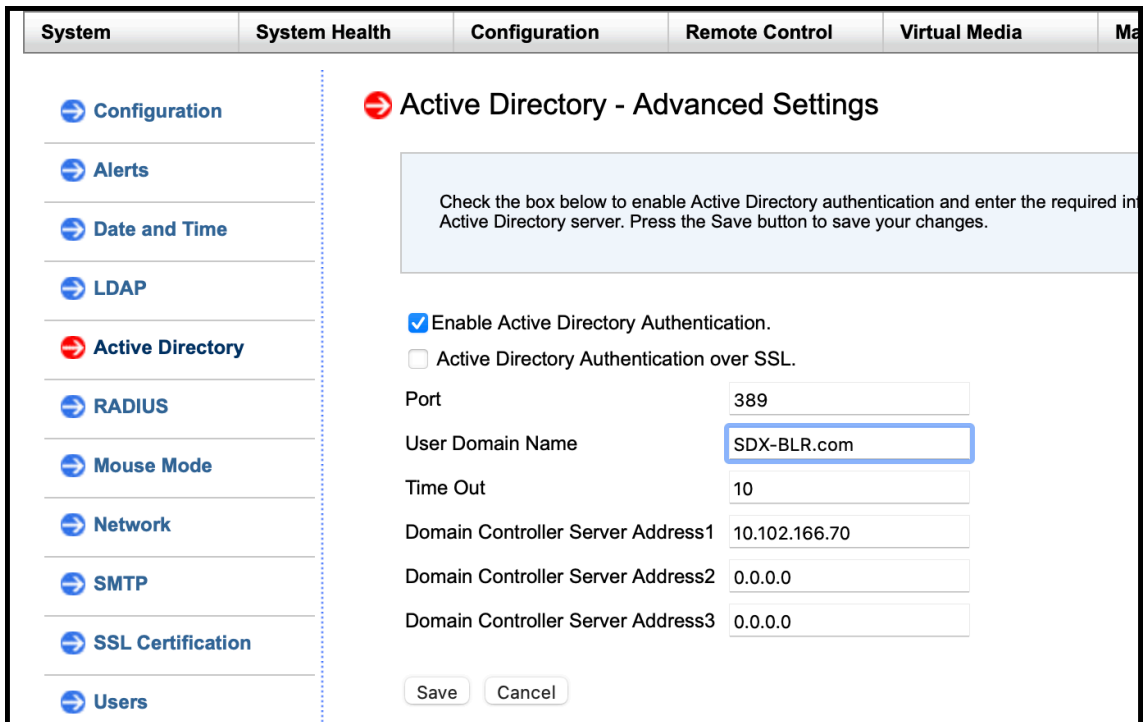 System System Health Configuration Remote Control Virtual Media
Configuration
Alerts
Date and Time
LDAP
Active Directory
RADIUS
Mouse Mode
Network
SMTP
SSL Certification
Users
Active Directory - Advanced Settings
Check the box below to enable Active Directory authentication and enter the required
Active Directory server. Press the Save button to save your changes.
Enable Active Directory Authentication.
Active Directory Authentication over SSL.
Port 389
User Domain Name SDX-BLR.com
Time Out 10
Domain Controller Server Address1 10.102.166.70
Domain Controller Server Address2 0.0.0.0
Domain Controller Server Address3 0.0.0.0
Save Cancel